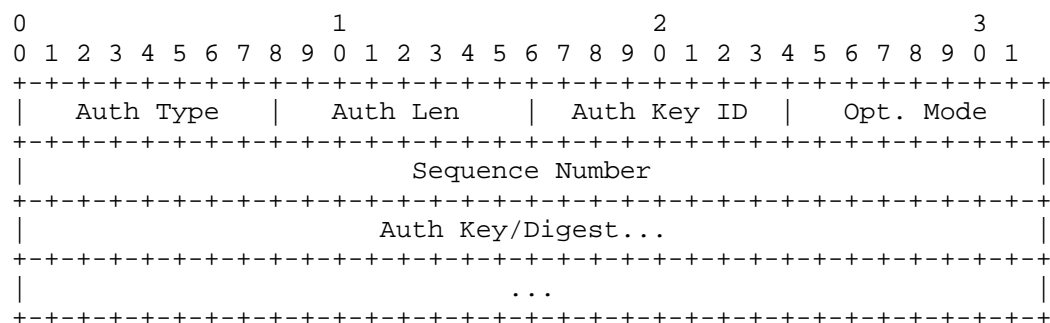 0                   1                   2                   3
0 1 2 3 4 5 6 7 8 9 0 1 2 3 4 5 6 7 8 9 0 1 2 3 4 5 6 7 8 9 0 1
+-+-+-+-+-+-+-+-+-+-+-+-+-+-+-+-+-+-+-+-+-+-+-+-+-+-+-+-+-+-+-+-+
|   Auth Type   |   Auth Len    |  Auth Key ID  |   Opt. Mode   |
+-+-+-+-+-+-+-+-+-+-+-+-+-+-+-+-+-+-+-+-+-+-+-+-+-+-+-+-+-+-+-+-+
|                        Sequence Number                        |
+-+-+-+-+-+-+-+-+-+-+-+-+-+-+-+-+-+-+-+-+-+-+-+-+-+-+-+-+-+-+-+-+
|                      Auth Key/Digest...                       |
+-+-+-+-+-+-+-+-+-+-+-+-+-+-+-+-+-+-+-+-+-+-+-+-+-+-+-+-+-+-+-+-+
|                              ...                              |
+-+-+-+-+-+-+-+-+-+-+-+-+-+-+-+-+-+-+-+-+-+-+-+-+-+-+-+-+-+-+-+-+